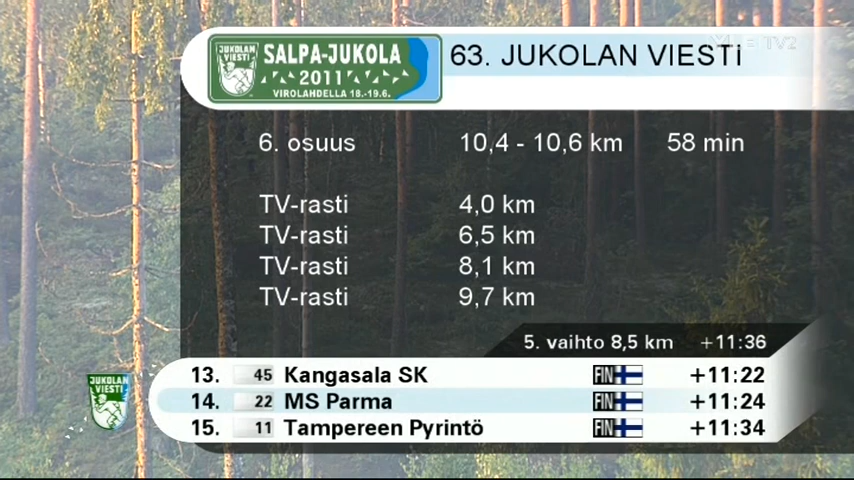 JUKOLAN VIESTI
SALPA-JUKOLA
2011
VIROLAHDELLA 18.-19.6.
63. JUKOLAN VIESTI
YLE TV2
6. osuus 10,4 - 10,6 km 58 min
TV-rasti 4,0 km
TV-rasti 6,5 km
TV-rasti 8,1 km
TV-rasti 9,7 km
5. vaihto 8,5 km +11:36
13. 45 Kangasala SK FIN +11:22
14. 22 MS Parma FIN +11:24
15. 11 Tampereen Pyrintö FIN +11:34
JUKOLAN VIESTI